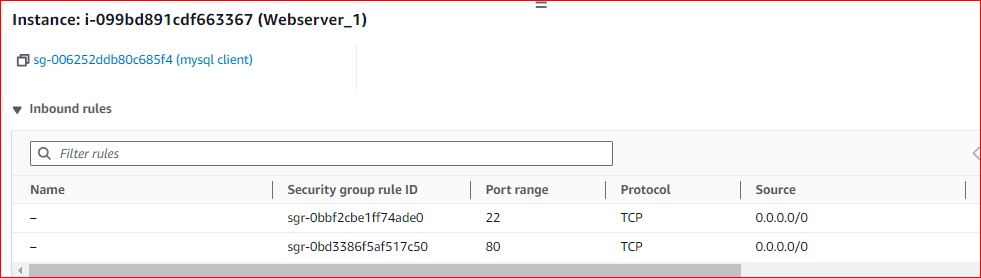 Instance: i-099bd891cdf663367 (Webserver_1)
sg-006252ddb80c685f4 (mysql client)
Inbound rules
Filter rules
Name Security group rule ID Port range Protocol Source
– sgr-0bbf2cbe1ff74ade0 22 TCP 0.0.0.0/0
– sgr-0bd3386f5af517c50 80 TCP 0.0.0.0/0